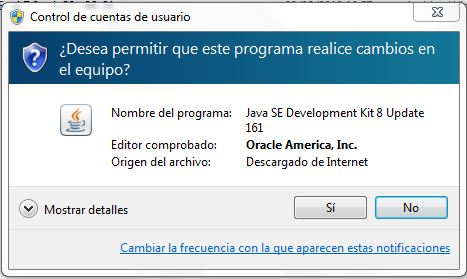 Control de cuentas de usuario
¿Desea permitir que este programa realice cambios en
el equipo?
Nombre del programa: Java SE Development Kit 8 Update
161
Editor comprobado: Oracle America, Inc.
Origen del archivo: Descargado de Internet
Mostrar detalles
Sí
No
Cambiar la frecuencia con la que aparecen estas notificaciones